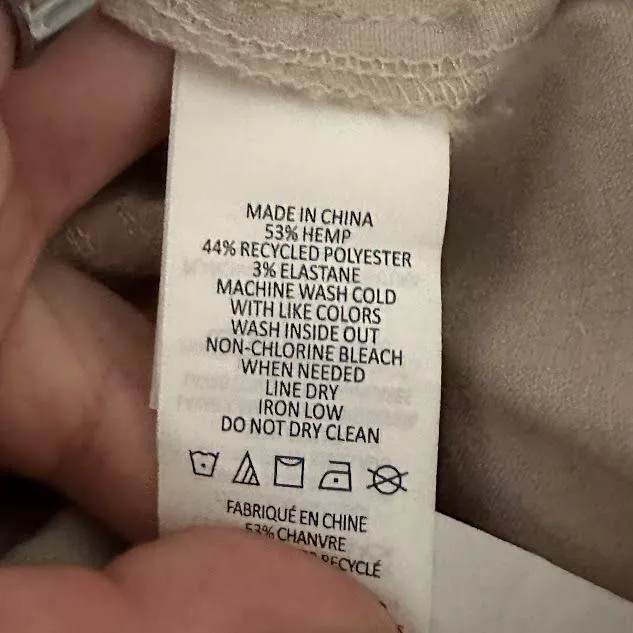 MADE IN CHINA
53% HEMP
44% RECYCLED POLYESTER
3% ELASTANE
MACHINE WASH COLD
WITH LIKE COLORS
WASH INSIDE OUT
NON-CHLORINE BLEACH
WHEN NEEDED
LINE DRY
IRON LOW
DO NOT DRY CLEAN
FABRIQUÉ EN CHINE
53% CHANVRE
RECYCLÉ